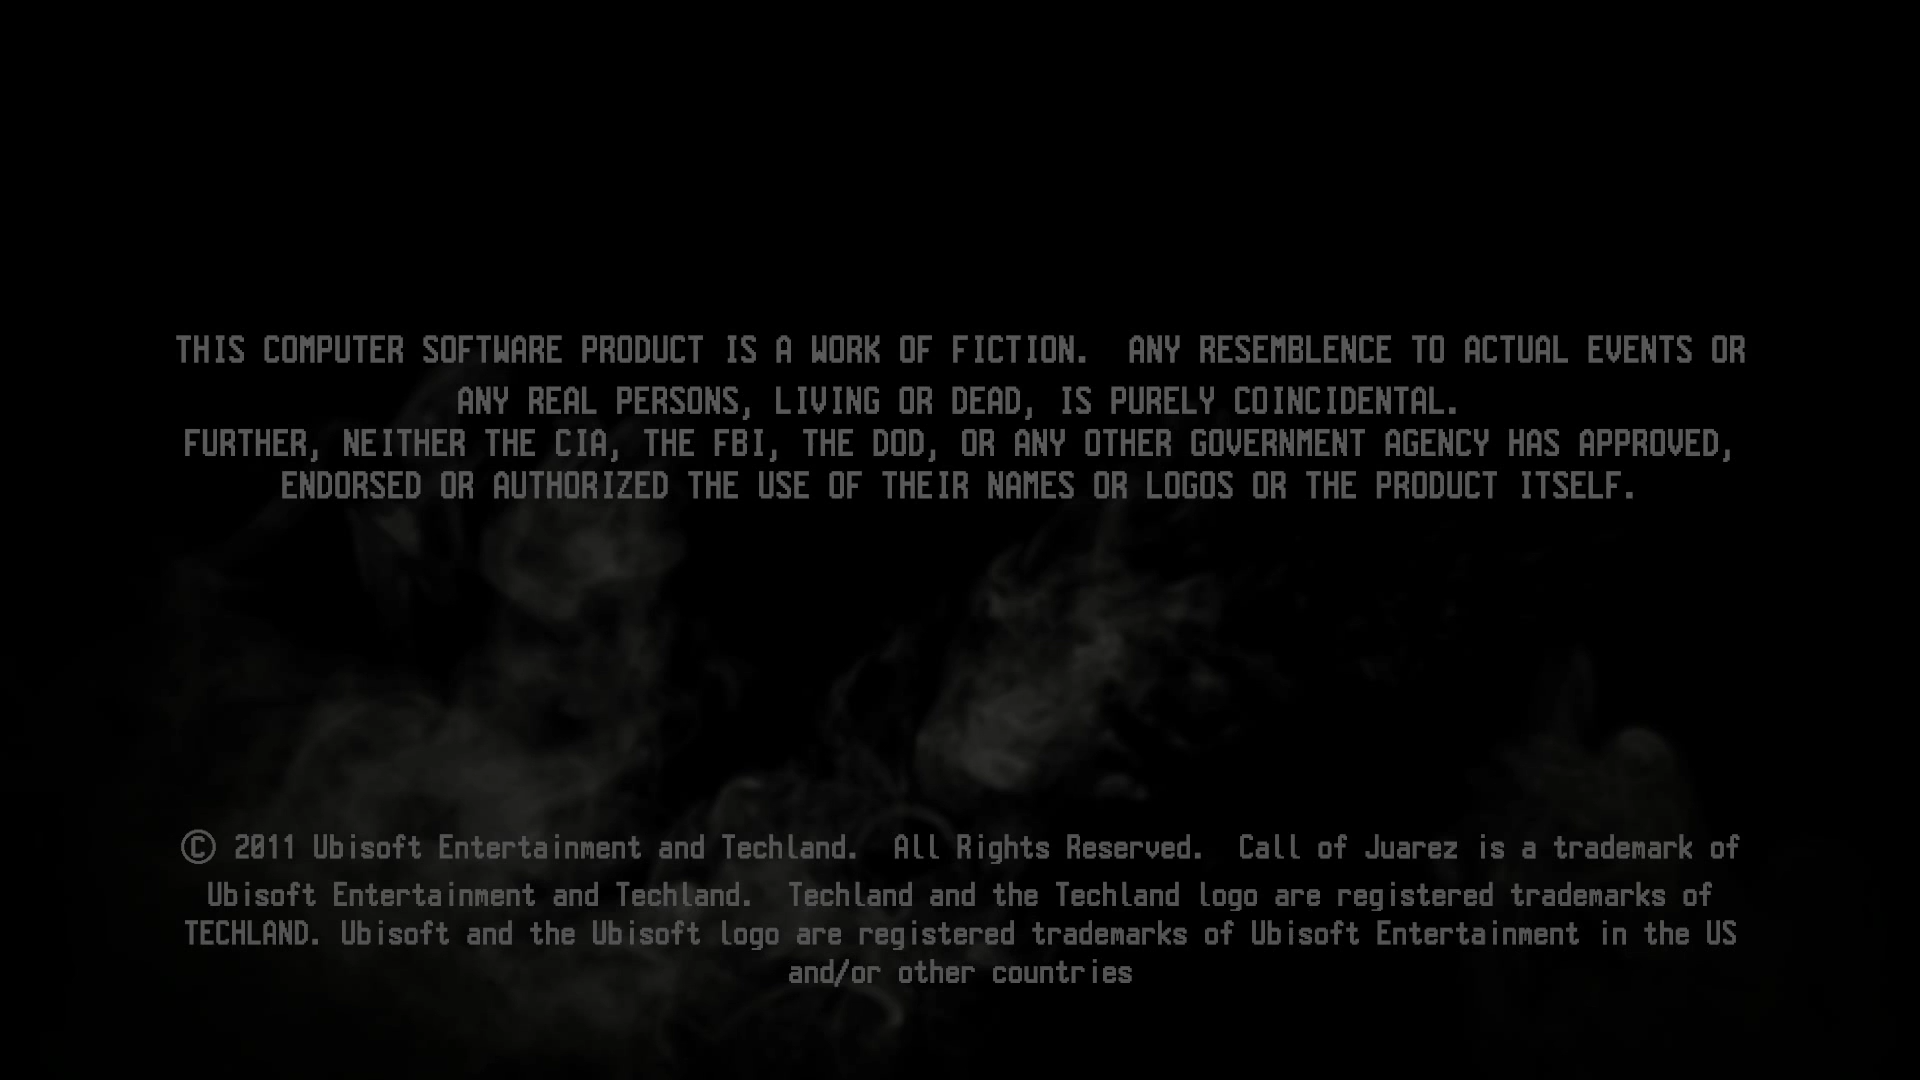 THIS COMPUTER SOFTWARE PRODUCT IS A WORK OF FICTION.  ANY RESEMBLENCE TO ACTUAL EVENTS OR
ANY REAL PERSONS, LIVING OR DEAD, IS PURELY COINCIDENTAL.
FURTHER, NEITHER THE CIA, THE FBI, THE DOD, OR ANY OTHER GOVERNMENT AGENCY HAS APPROVED,
ENDORSED OR AUTHORIZED THE USE OF THEIR NAMES OR LOGOS OR THE PRODUCT ITSELF.
© 2011 Ubisoft Entertainment and Techland.  All Rights Reserved.  Call of Juarez is a trademark of
Ubisoft Entertainment and Techland.  Techland and the Techland logo are registered trademarks of
TECHLAND. Ubisoft and the Ubisoft logo are registered trademarks of Ubisoft Entertainment in the US
and/or other countries